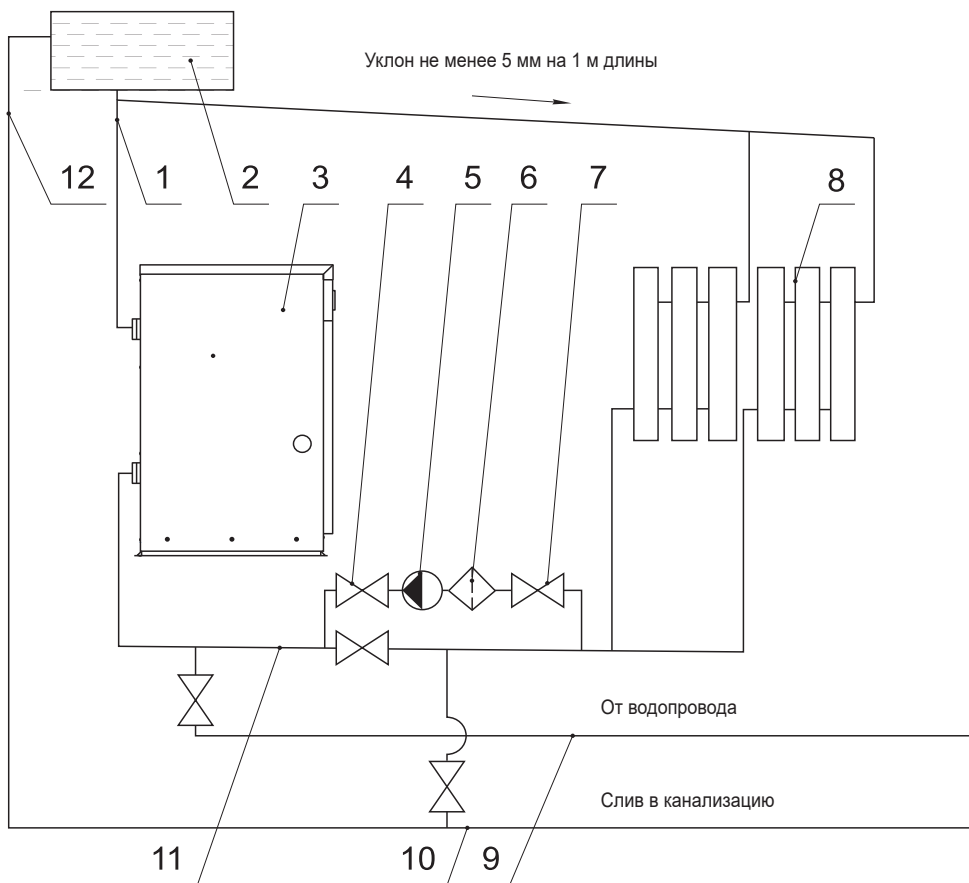 Уклон не менее 5 мм на 1 м длины
12 1 2 3 4 5 6 7 8
От водопровода
Слив в канализацию
11 10 9